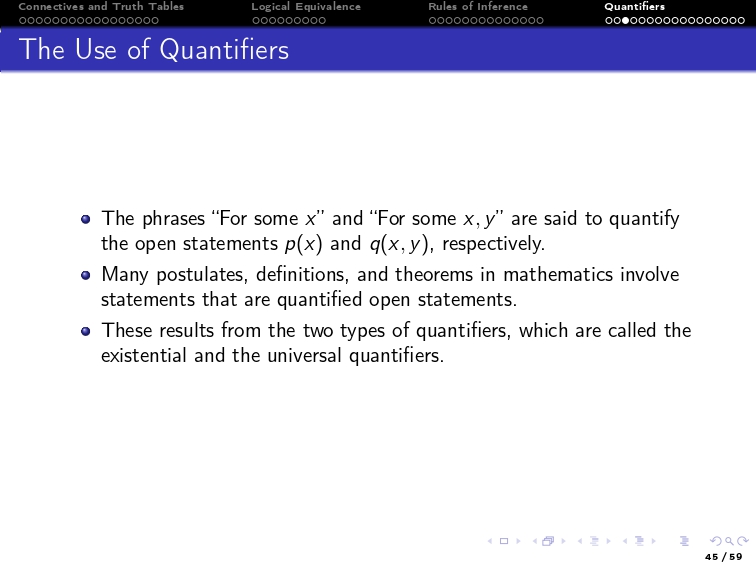 Connectives and Truth Tables Logical Equivalence Rules of Inference Quantifiers
The Use of Quantifiers
The phrases “For some x” and “For some x, y” are said to quantify
the open statements p(x) and q(x, y), respectively.
Many postulates, definitions, and theorems in mathematics involve
statements that are quantified open statements.
These results from the two types of quantifiers, which are called the
existential and the universal quantifiers.
45 / 59